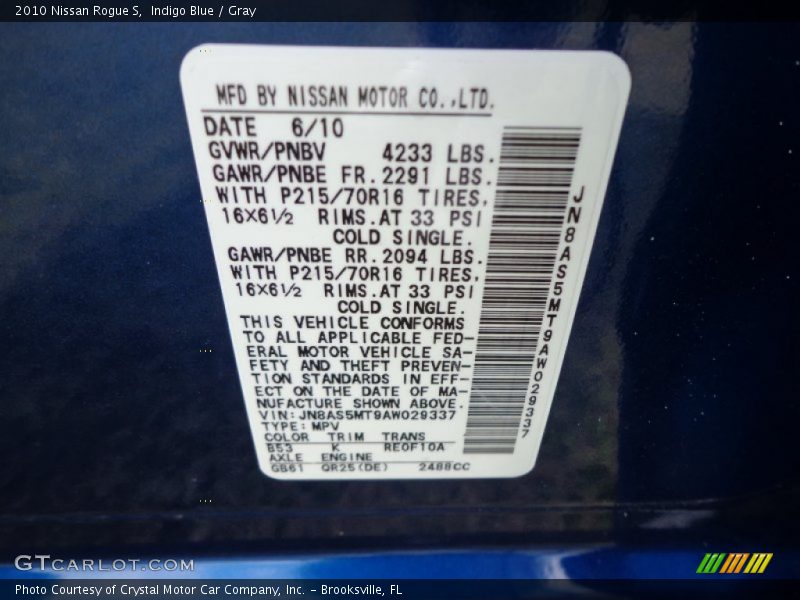 2010 Nissan Rogue S,  Indigo Blue / Gray
MFD BY NISSAN MOTOR CO.,LTD.
DATE 6/10
GVWR/PNBV 4233 LBS.
GAWR/PNBE FR.2291 LBS.
WITH P215/70R16 TIRES,
16X6½ RIMS.AT 33 PSI
COLD SINGLE.
GAWR/PNBE RR.2094 LBS.
WITH P215/70R16 TIRES,
16X6½ RIMS.AT 33 PSI
COLD SINGLE.
THIS VEHICLE CONFORMS
TO ALL APPLICABLE FED-
ERAL MOTOR VEHICLE SA-
FETY AND THEFT PREVEN-
TION STANDARDS IN EFF-
ECT ON THE DATE OF MA-
NUFACTURE SHOWN ABOVE.
VIN:JN8AS5MT9AW029337
TYPE:MPV
COLOR TRIM TRANS
B53 K RE0F10A
AXLE ENGINE
GB61 QR25(DE) 2488CC
JN8AS5MT9AW029337
GTCARLOT.COM
Photo Courtesy of Crystal Motor Car Company, Inc. – Brooksville, FL